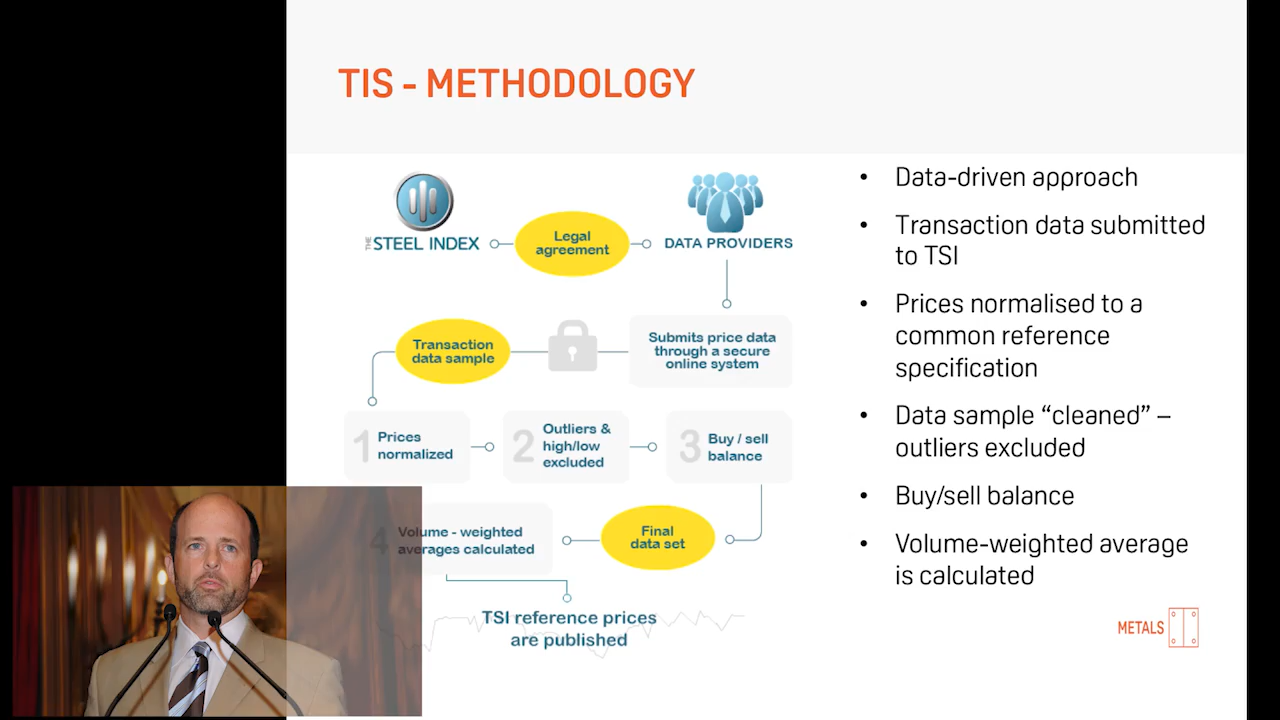 TIS - METHODOLOGY
THE
STEEL INDEX
Legal
agreement
DATA PROVIDERS
Transaction
data sample
Submits price data
through a secure
online system
1 Prices
normalized
2 Outliers &
high/low
excluded
3 Buy / sell
balance
4 Volume - weighted
averages calculated
Final
data set
TSI reference prices
are published
• Data-driven approach
• Transaction data submitted
to TSI
• Prices normalised to a
common reference
specification
• Data sample “cleaned” –
outliers excluded
• Buy/sell balance
• Volume-weighted average
is calculated
METALS